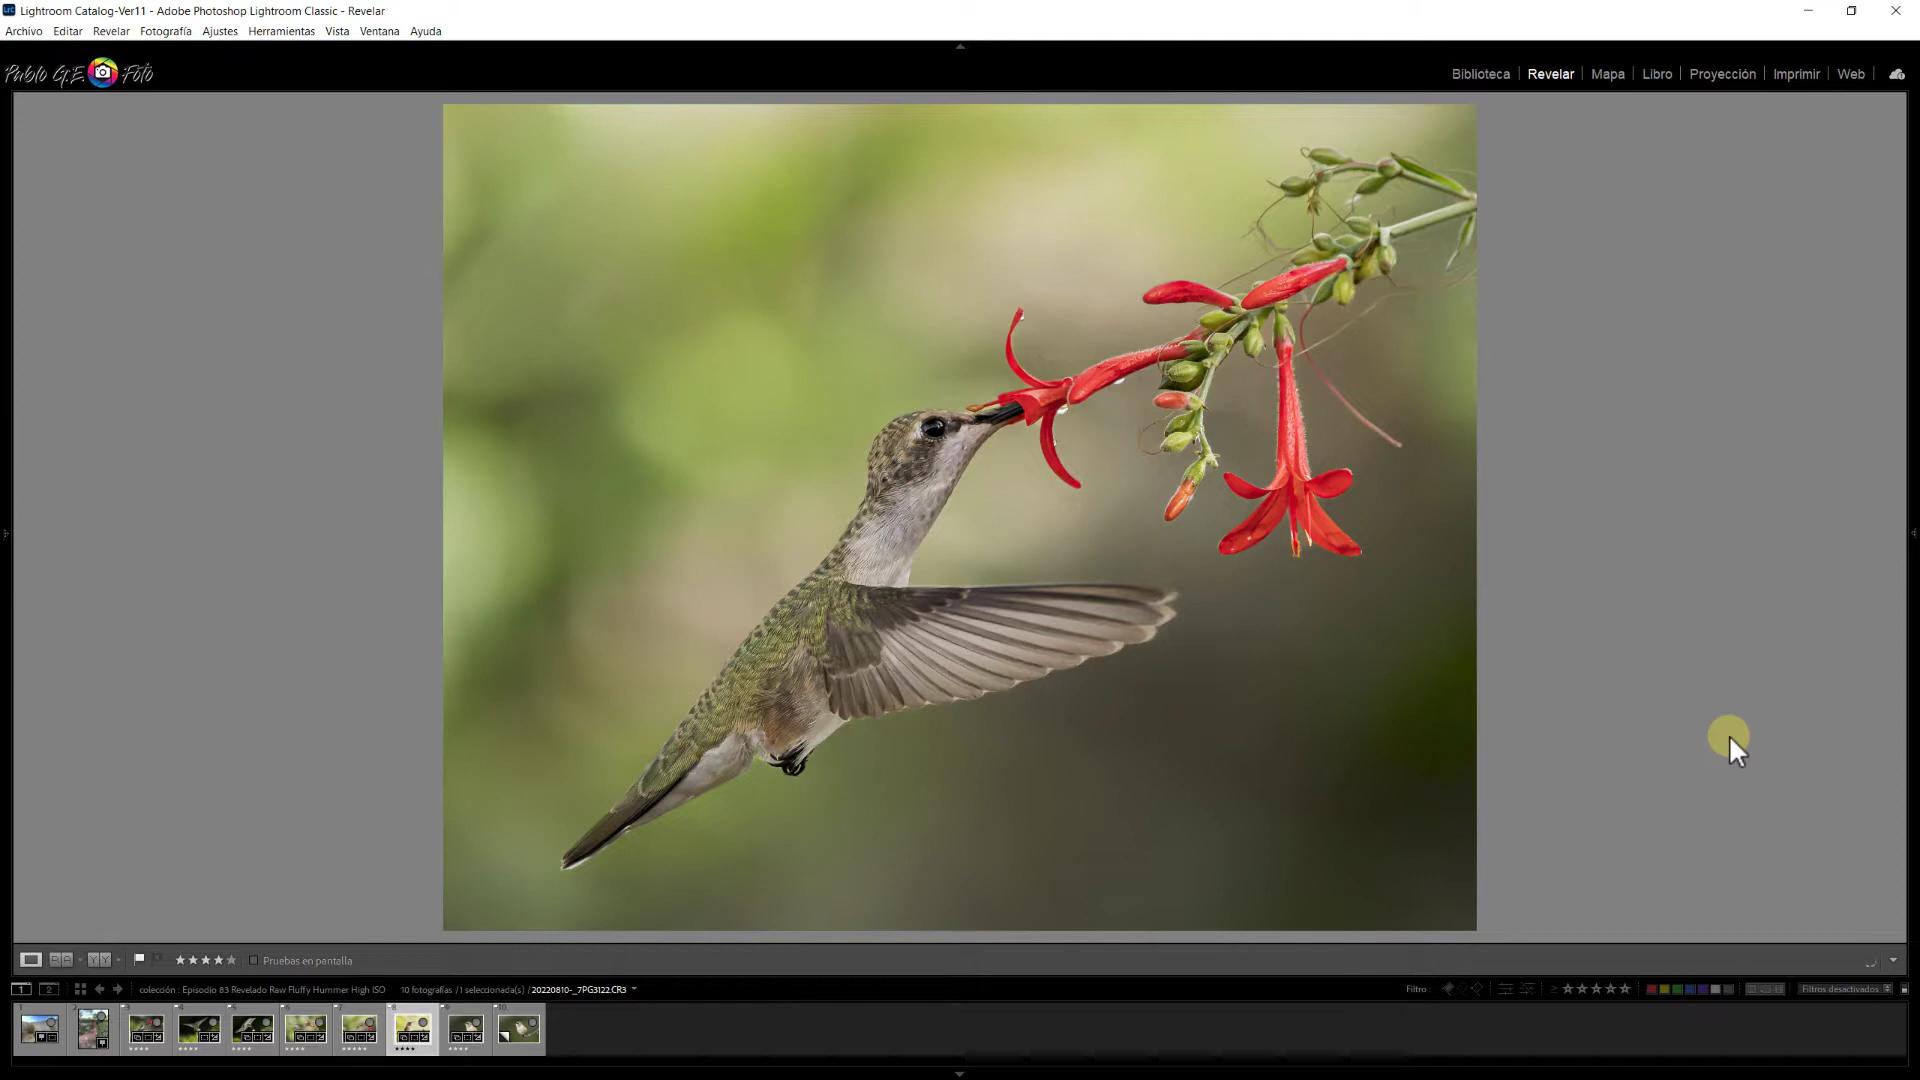 Lightroom Catalog-Ver11 - Adobe Photoshop Lightroom Classic - Revelar
Archivo Editar Revelar Fotografía Ajustes Herramientas Vista Ventana Ayuda
Pablo G.E Foto
Biblioteca | Revelar | Mapa | Libro | Proyección | Imprimir | Web
Pruebas en pantalla
1 2 colección : Episodio 83 Revelado Raw Fluffy Hummer High ISO 10 fotografías /1 seleccionada(s) /20220810-_7PG3122.CR3 Filtro : Filtros desactivados